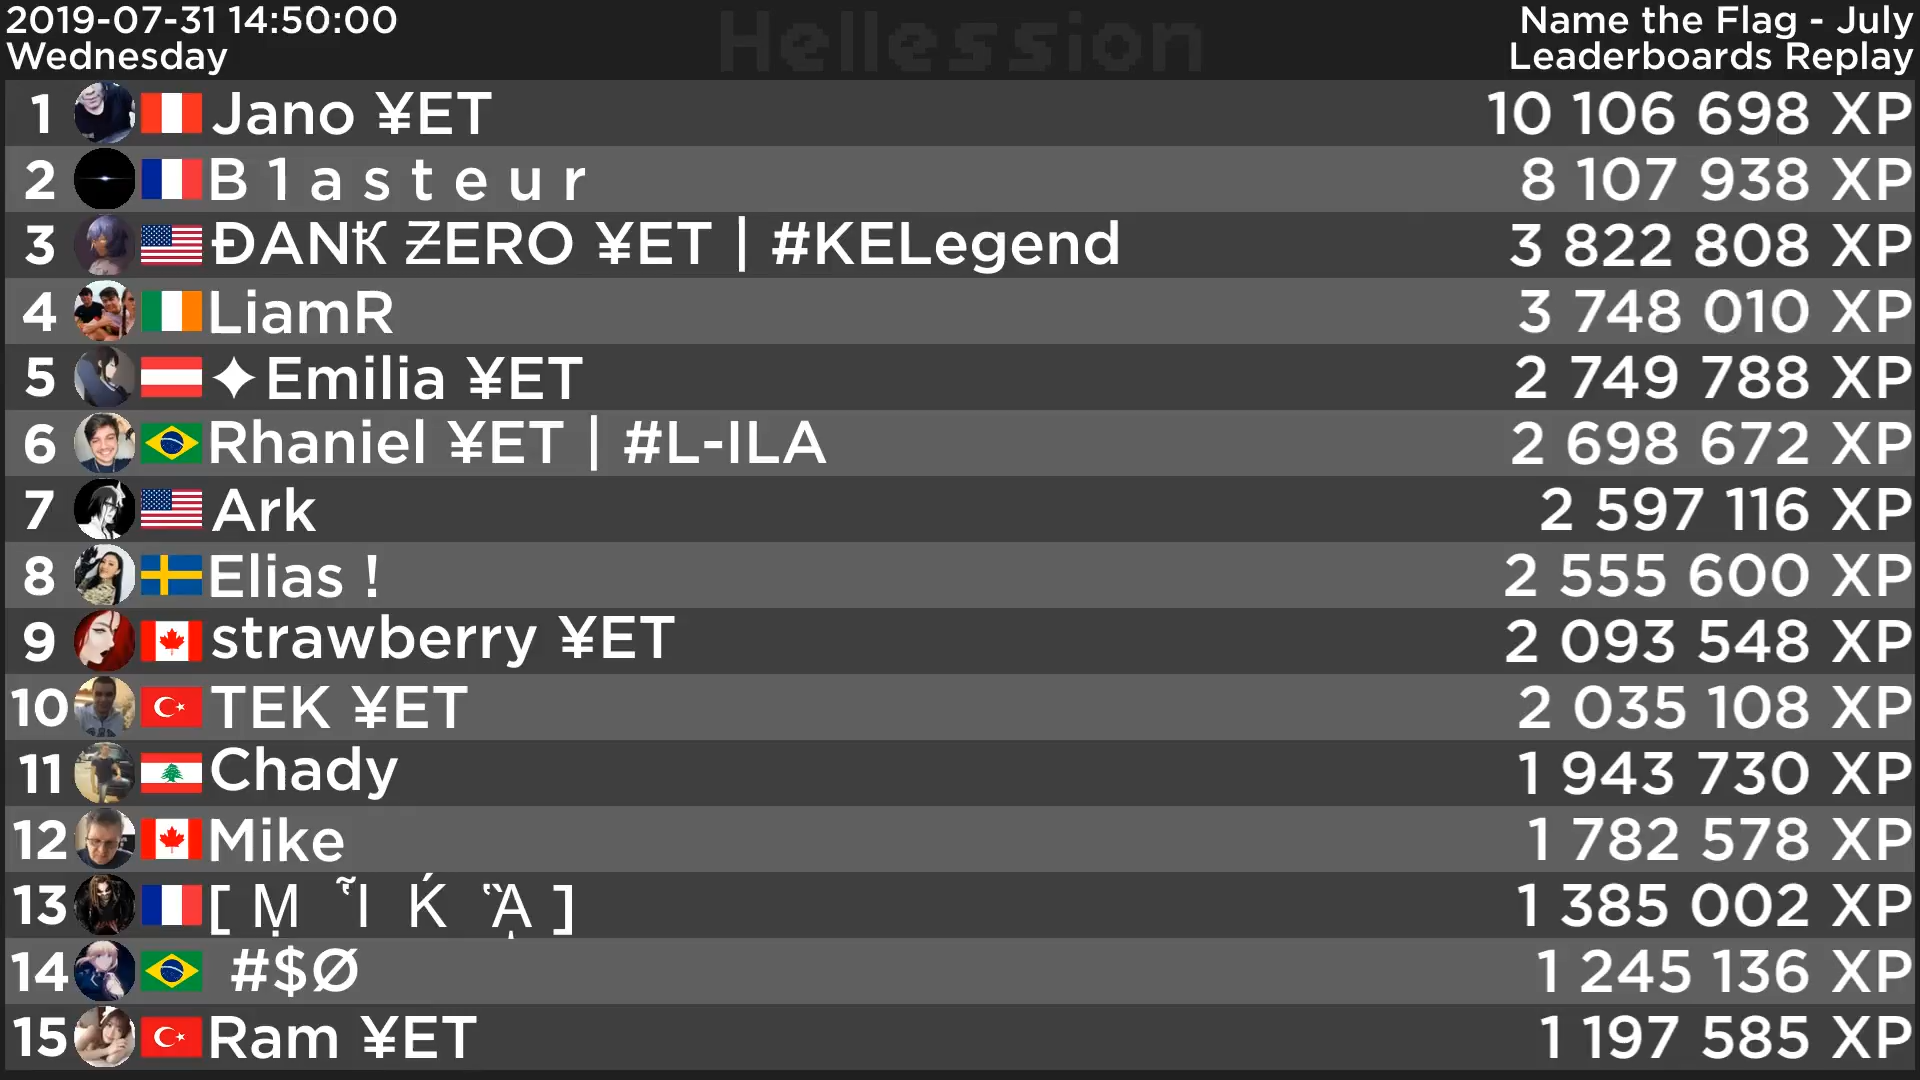 2019-07-31 14:50:00
Wednesday
Hellession
Name the Flag - July
Leaderboards Replay
1 Jano ¥ET 10 106 698 XP
2 B 1 a s t e u r 8 107 938 XP
3 ĐAN₭ ƵERO ¥ET | #KELegend 3 822 808 XP
4 LiamR 3 748 010 XP
5 ✦Emilia ¥ET 2 749 788 XP
6 Rhaniel ¥ET | #L-ILA 2 698 672 XP
7 Ark 2 597 116 XP
8 Elias ! 2 555 600 XP
9 strawberry ¥ET 2 093 548 XP
10 TEK ¥ET 2 035 108 XP
11 Chady 1 943 730 XP
12 Mike 1 782 578 XP
13 [ Ṃ Ἷ Ḱ ᾋ ] 1 385 002 XP
14 #$Ø 1 245 136 XP
15 Ram ¥ET 1 197 585 XP